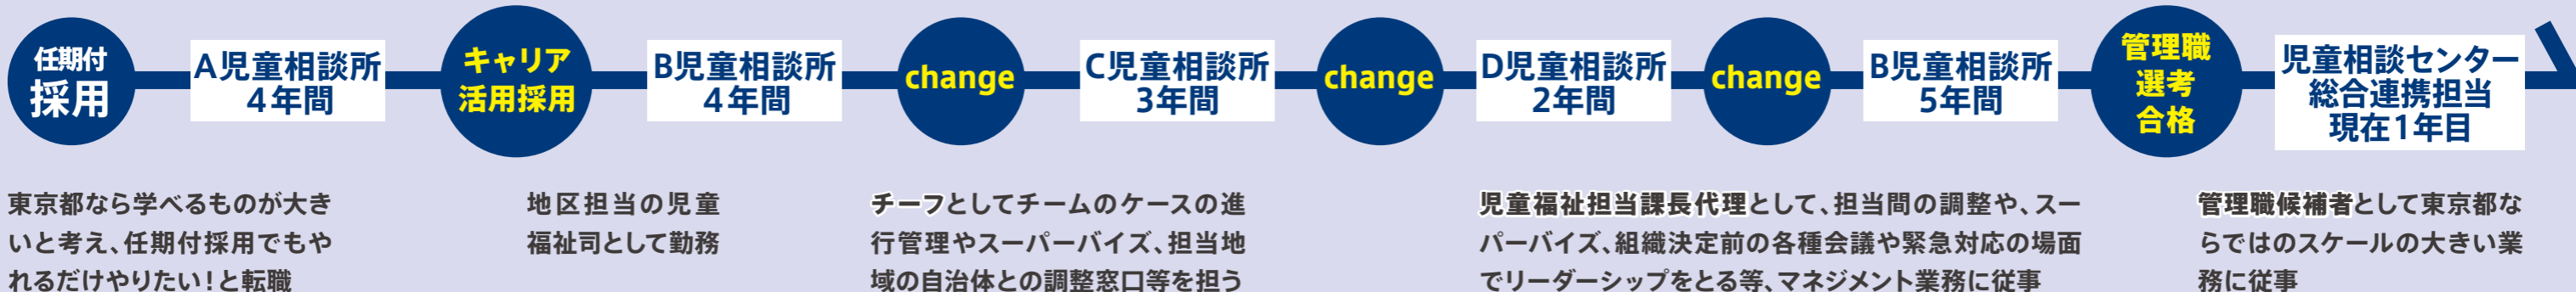 任期付
採用
A児童相談所
4年間
キャリア
活用採用
B児童相談所
4年間
change
C児童相談所
3年間
change
D児童相談所
2年間
change
B児童相談所
5年間
管理職
選考
合格
児童相談センター
総合連携担当
現在1年目
東京都なら学べるものが大き
いと考え、任期付採用でもや
れるだけやりたい!と転職
地区担当の児童
福祉司として勤務
チーフとしてチームのケースの進
行管理やスーパーバイズ、担当地
域の自治体との調整窓口等を担う
児童福祉担当課長代理として、担当間の調整や、スー
パーバイズ、組織決定前の各種会議や緊急対応の場面
でリーダーシップをとる等、マネジメント業務に従事
管理職候補者として東京都な
らではのスケールの大きい業
務に従事